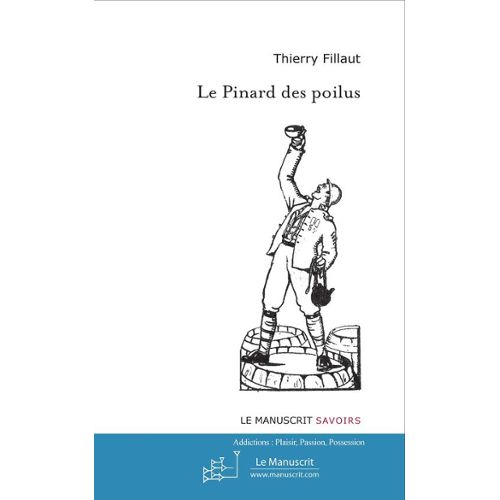 Thierry Fillaut
Le Pinard des poilus
LE MANUSCRIT SAVOIRS
Addictions : Plaisir, Passion, Possession
Le Manuscrit
www.manuscrit.com